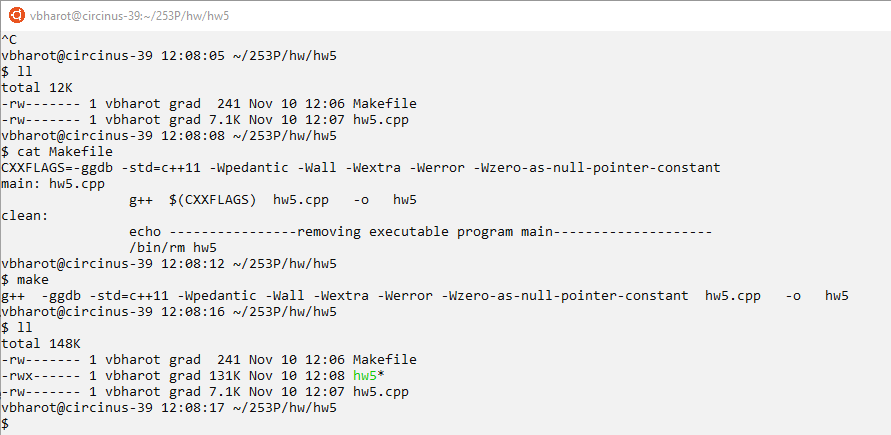 vbharot@circinus-39:~/253P/hw/hw5
^C
vbharot@circinus-39 12:08:05 ~/253P/hw/hw5
$ ll
total 12K
-rw------- 1 vbharot grad  241 Nov 10 12:06 Makefile
-rw------- 1 vbharot grad 7.1K Nov 10 12:07 hw5.cpp
vbharot@circinus-39 12:08:08 ~/253P/hw/hw5
$ cat Makefile
CXXFLAGS=-ggdb -std=c++11 -Wpedantic -Wall -Wextra -Werror -Wzero-as-null-pointer-constant
main: hw5.cpp
                g++  $(CXXFLAGS)  hw5.cpp   -o   hw5
clean:
                echo ----------------removing executable program main--------------------
                /bin/rm hw5
vbharot@circinus-39 12:08:12 ~/253P/hw/hw5
$ make
g++  -ggdb -std=c++11 -Wpedantic -Wall -Wextra -Werror -Wzero-as-null-pointer-constant  hw5.cpp   -o   hw5
vbharot@circinus-39 12:08:16 ~/253P/hw/hw5
$ ll
total 148K
-rw------- 1 vbharot grad  241 Nov 10 12:06 Makefile
-rwx------ 1 vbharot grad 131K Nov 10 12:08 hw5*
-rw------- 1 vbharot grad 7.1K Nov 10 12:07 hw5.cpp
vbharot@circinus-39 12:08:17 ~/253P/hw/hw5
$